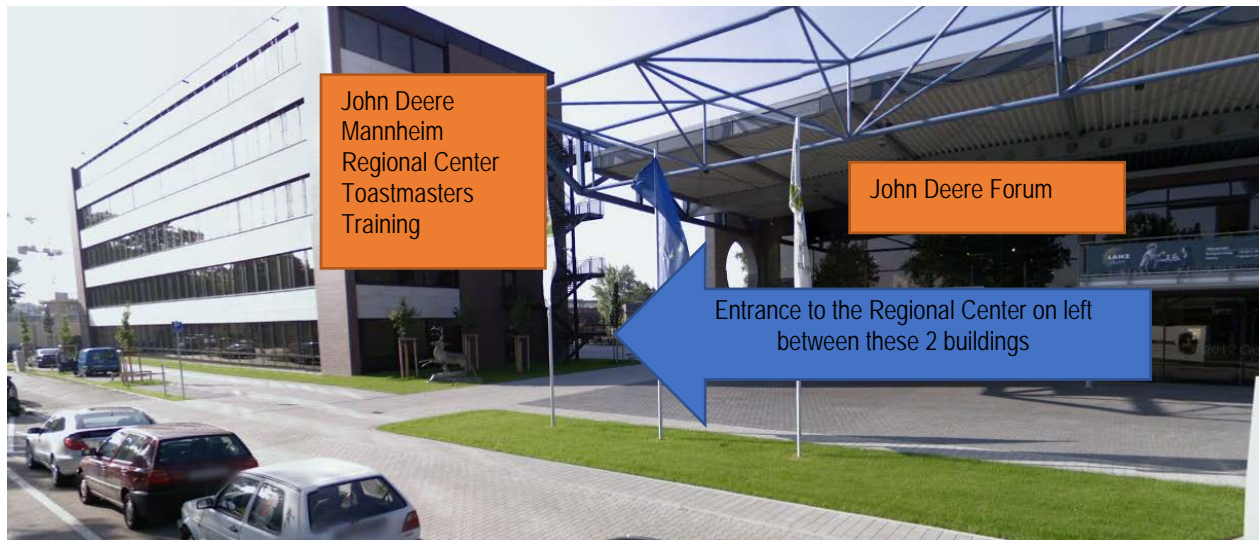 John Deere
Mannheim
Regional Center
Toastmasters
Training
John Deere Forum
LANZ
Entrance to the Regional Center on left
between these 2 buildings